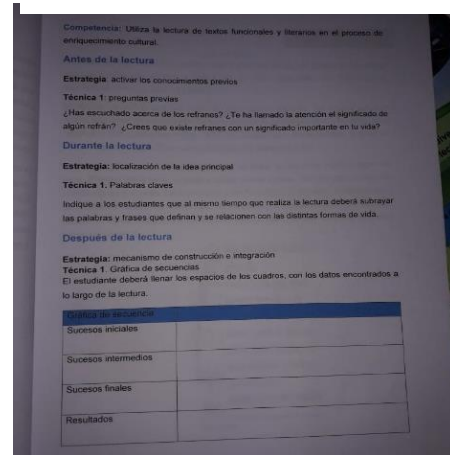 Competencia: Utiliza la lectura de textos funcionales y literarios en el proceso de
enriquecimiento cultural.
Antes de la lectura
Estrategia: activar los conocimientos previos
Técnica 1: preguntas previas
¿Has escuchado acerca de los refranes? ¿Te ha llamado la atención el significado de
algún refrán? ¿Crees que existe refranes con un significado importante en tu vida?
Durante la lectura
Estrategia: localización de la idea principal
Técnica 1. Palabras claves
Indique a los estudiantes que al mismo tiempo que realiza la lectura deberá subrayar
las palabras y frases que definan y se relacionen con las distintas formas de vida.
Después de la lectura
Estrategia: mecanismo de construcción e integración
Técnica 1. Gráfica de secuencias
El estudiante deberá llenar los espacios de los cuadros, con los datos encontrados a
lo largo de la lectura.
Gráfica de secuencia
Sucesos iniciales
Sucesos intermedios
Sucesos finales
Resultados